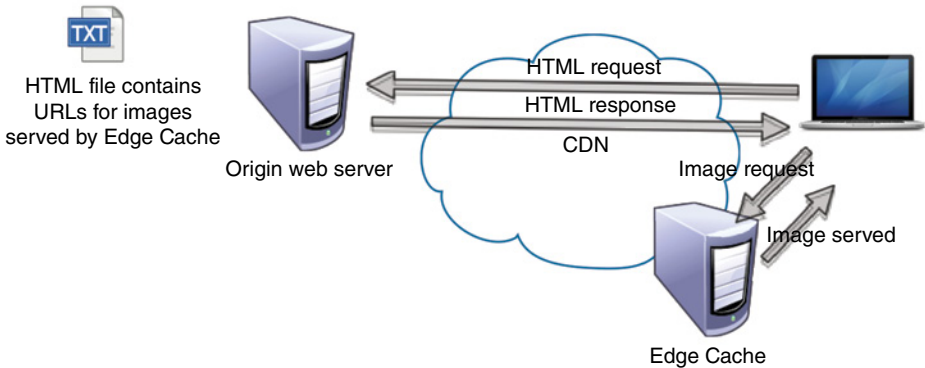 TXT
HTML file contains
URLs for images
served by Edge Cache
Origin web server
HTML request
HTML response
CDN
Image request
Image served
Edge Cache